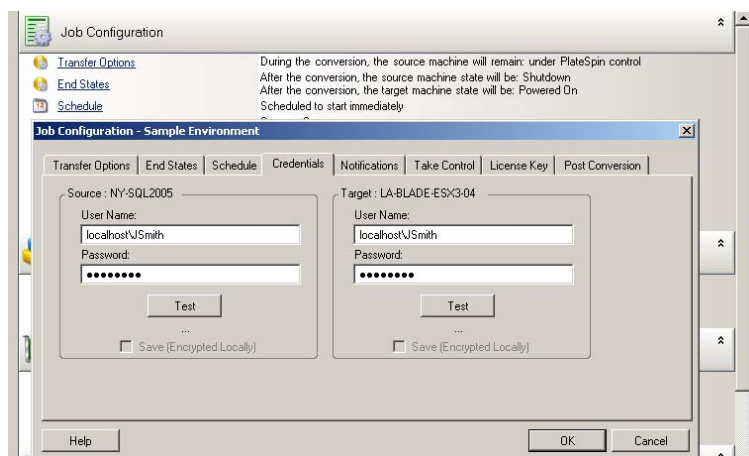 Job Configuration
Transfer Options During the conversion, the source machine will remain: under PlateSpin control
End States After the conversion, the source machine state will be: Shutdown
After the conversion, the target machine state will be: Powered On
Schedule Scheduled to start immediately
Job Configuration - Sample Environment
Transfer Options End States Schedule Credentials Notifications Take Control License Key Post Conversion
Source : NY-SQL2005 Target : LA-BLADE-ESX3-04
User Name: User Name:
localhost\JSmith localhost\JSmith
Password: Password:
●●●●●●●● ●●●●●●●●
Test Test
... ...
Save (Encrypted Locally) Save (Encrypted Locally)
Help OK Cancel